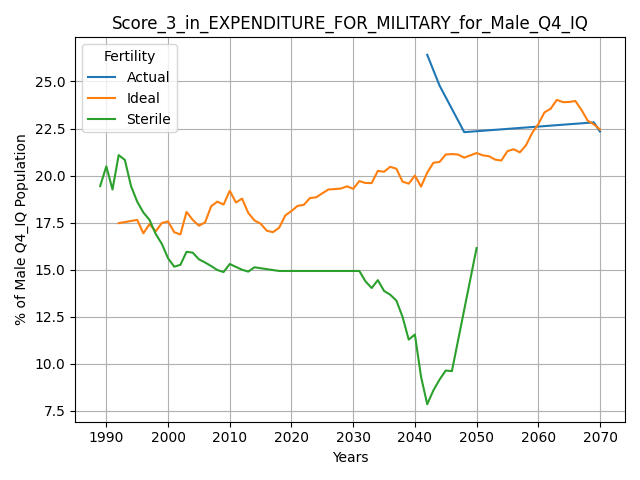 Score_3_in_EXPENDITURE_FOR_MILITARY_for_Male_Q4_IQ
Fertility
Actual
Ideal
Sterile
% of Male Q4_IQ Population
25.0
22.5
20.0
17.5
15.0
12.5
10.0
7.5
1990 2000 2010 2020 2030 2040 2050 2060 2070
Years